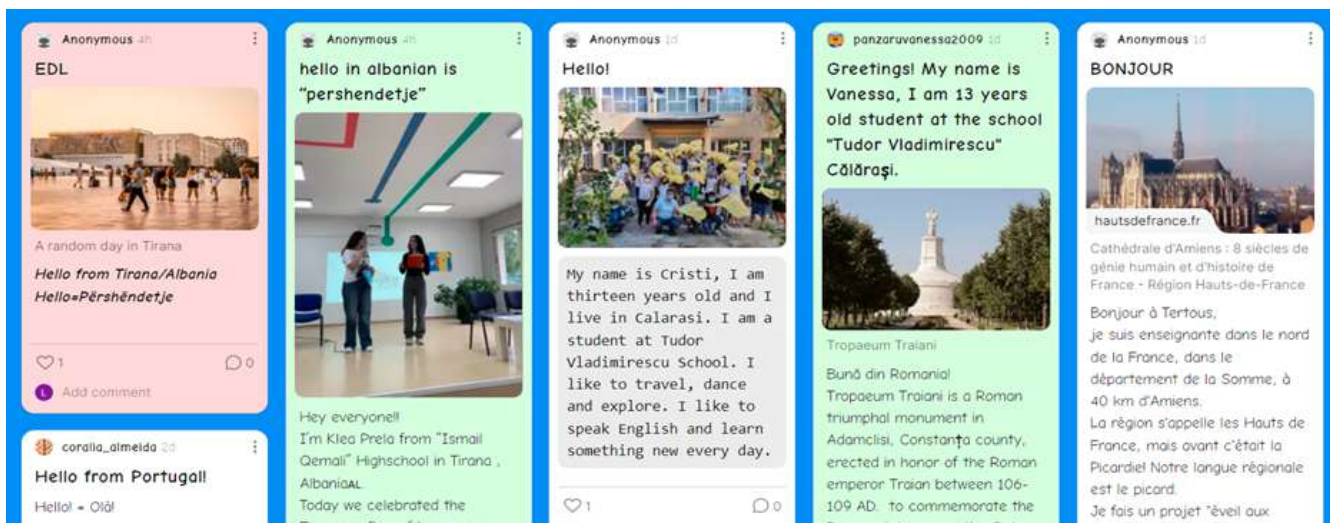 Anonymous 4h
EDL
A random day in Tirana
Hello from Tirana/Albania
Hello=Përshëndetje
1
0
L
Add comment
coralia_almeida 2d
Hello from Portugal!
Hello! = Olá!
Anonymous 4h
hello in albanian is
"pershendetje"
Hey everyone!!
I'm Klea Prela from "Ismail
Qemali" Highschool in Tirana ,
AlbaniaAL.
Today we celebrated the
Anonymous 1d
Hello!
My name is Cristi, I am
thirteen years old and I
live in Calarasi. I am a
student at Tudor
Vladimirescu School. I
like to travel, dance
and explore. I like to
speak English and learn
something new every day.
1
0
panzaruvanessa2009 1d
Greetings! My name is
Vanessa, I am 13 years
old student at the school
"Tudor Vladimirescu"
Călărași.
Tropaeum Traiani
Bună din Romania!
Tropaeum Traiani is a Roman
triumphal monument in
Adamclisi, Constanța county,
erected in honor of the Roman
emperor Traian between 106-
109 AD. to commemorate the
Anonymous 1d
BONJOUR
hautsdefrance.fr
Cathédrale d'Amiens : 8 siècles de
génie humain et d'histoire de
France - Région Hauts-de-France
Bonjour à Tertous,
je suis enseignante dans le nord
de la France, dans le
département de la Somme, à
40 km d'Amiens.
La région s'appelle les Hauts de
France, mais avant c'était la
Picardie! Notre langue régionale
est le picard.
Je fais un projet "éveil aux